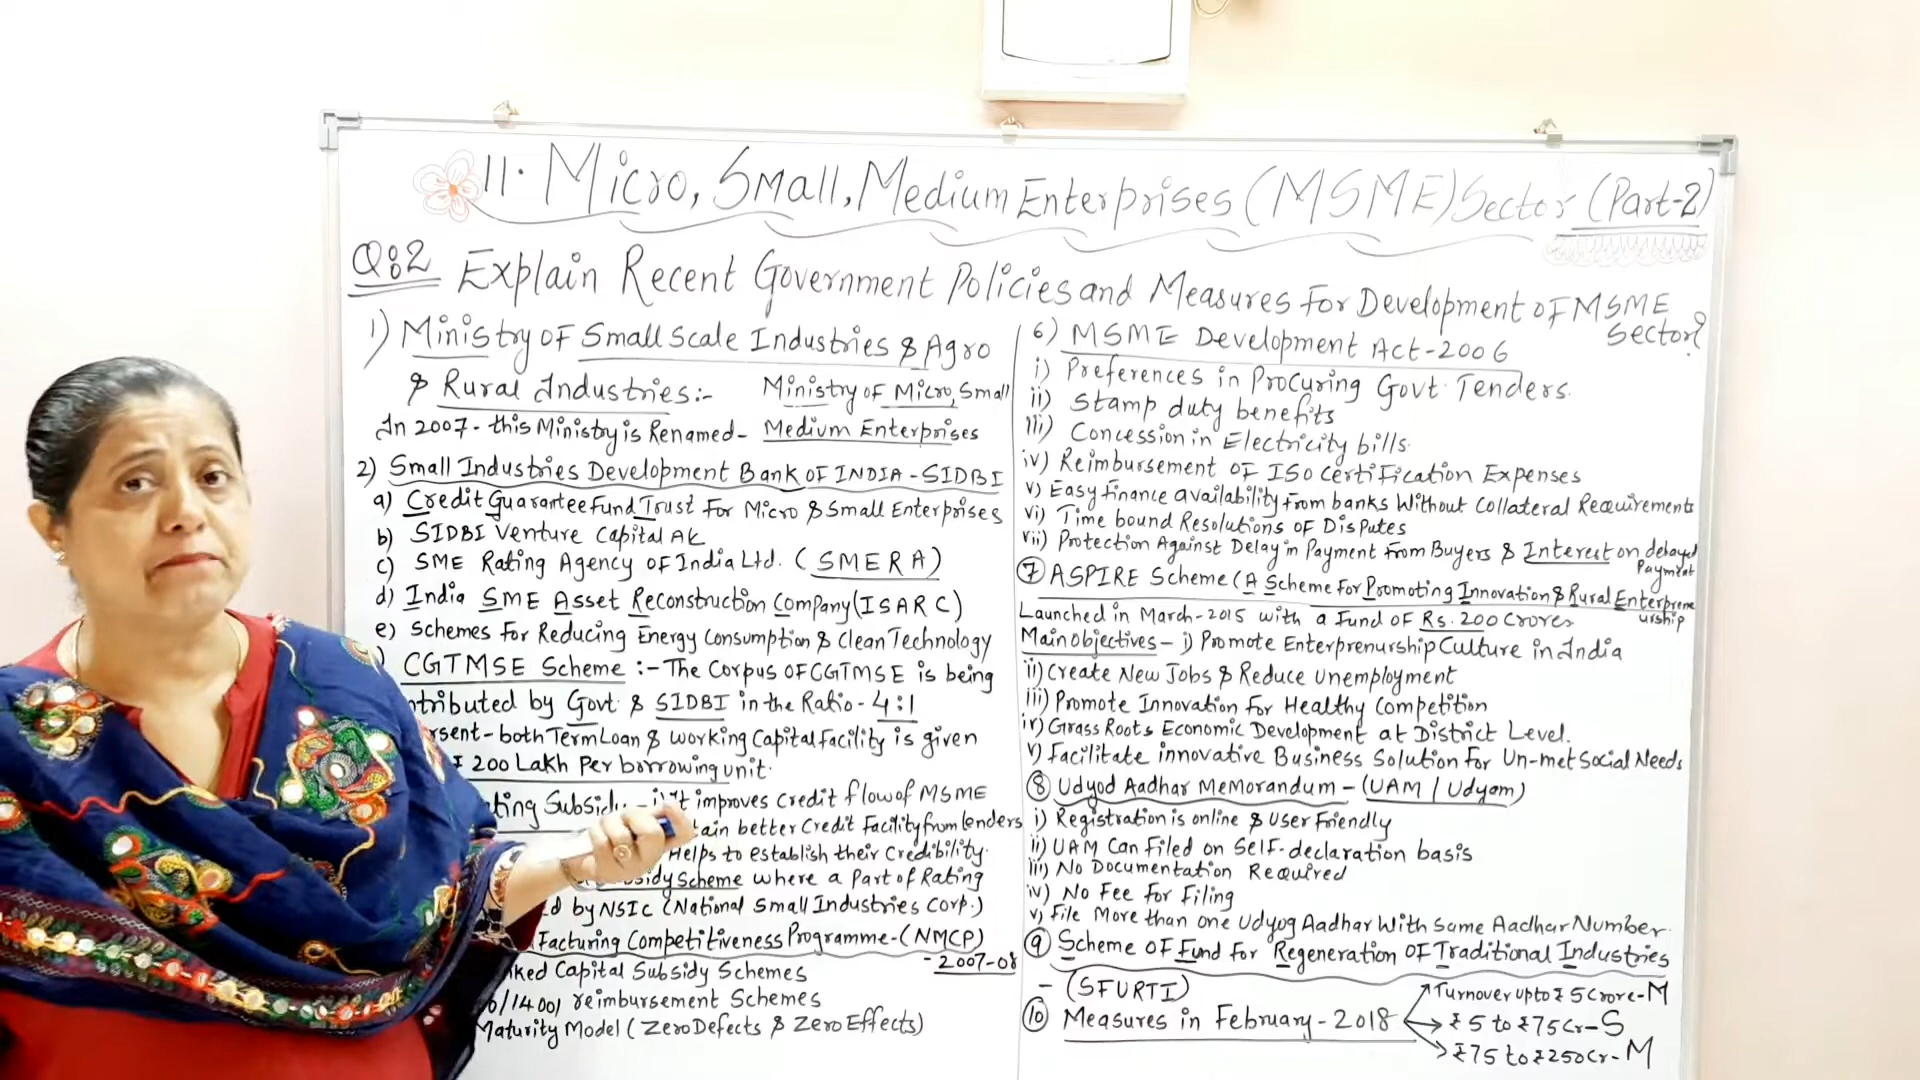 11. Micro, Small, Medium Enterprises (MSME) Sector (Part-2)
Q:2 Explain Recent Government Policies and Measures For Development of MSME
Sector?
1) Ministry of Small Scale Industries & Agro
& Rural Industries:- Ministry of Micro, Small
In 2007- this Ministry is Renamed- Medium Enterprises
2) Small Industries Development Bank of INDIA - SIDBI
a) Credit Guarantee Fund Trust For Micro & Small Enterprises
b) SIDBI Venture Capital
c) SME Rating Agency of India Ltd. (SMERA)
d) India SME Asset Reconstruction Company (ISARC)
e) Schemes for Reducing Energy Consumption & Clean Technology
) CGTMSE Scheme :- The Corpus of CGTMSE is being
tributed by Govt & SIDBI in the Ratio - 4:1
sent - both Term Loan & working Capital Facility is given
₹ 200 Lakh Per borrowing unit.
ting Subsidy - i) It improves Credit flow of MSME
tain better Credit Facility from lenders
Helps to establish their Credibility.
sidy Scheme where a Part of Rating
d by NSIC (National Small Industries Corp.)
Facturing Competitiveness Programme - (NMCP)
- 2007-08
ked Capital Subsidy Schemes
/14001 reimbursement Schemes
Maturity Model (Zero Defects & Zero Effects)
6) MSME Development Act-2006
i) Preferences in Procuring Govt. Tenders.
ii) Stamp duty benefits
iii) Concession in Electricity bills.
iv) Reimbursement of ISO Certification Expenses
v) Easy finance availability From banks Without Collateral Requirements
vi) Time bound Resolutions of Disputes
vii) Protection Against Delay in Payment From Buyers & Interest on delayed
Payment
7 ASPIRE Scheme (A Scheme For Promoting Innovation & Rural Enterprene
urship
Launched in March-2015 with a Fund of Rs. 200 Crores
Main objectives - i) Promote Enterprenurship Culture in India
ii) Create New Jobs & Reduce Unemployment
iii) Promote Innovation For Healthy Competition
iv) Grass Roots Economic Development at District Level.
v) Facilitate innovative Business Solution For Un-met Social Needs
8 Udyod Aadhar Memorandum - (UAM / Udyam)
i) Registration is online & User Friendly
ii) UAM Can Filed on Self-declaration basis
iii) No Documentation Required
iv) No Fee For Filing
v) File More than one Udyog Aadhar With Same Aadhar Number.
9 Scheme of Fund for Regeneration of Traditional Industries
- (SFURTI)
10 Measures in February-2018
Turnover upto ₹ 5 Crore - M
₹ 5 to ₹75 Cr - S
₹75 to ₹250 Cr - M